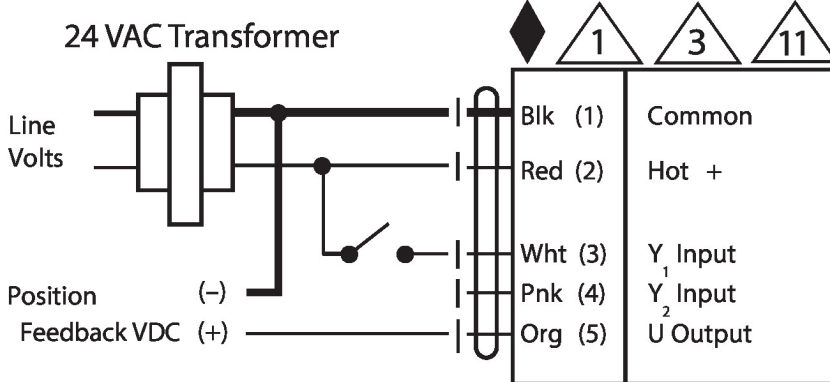 24 VAC Transformer
1 3 11
Line
Volts
Blk (1) Common
Red (2) Hot +
Wht (3) Y1 Input
Position (–)
Pnk (4) Y2 Input
Feedback VDC (+)
Org (5) U Output